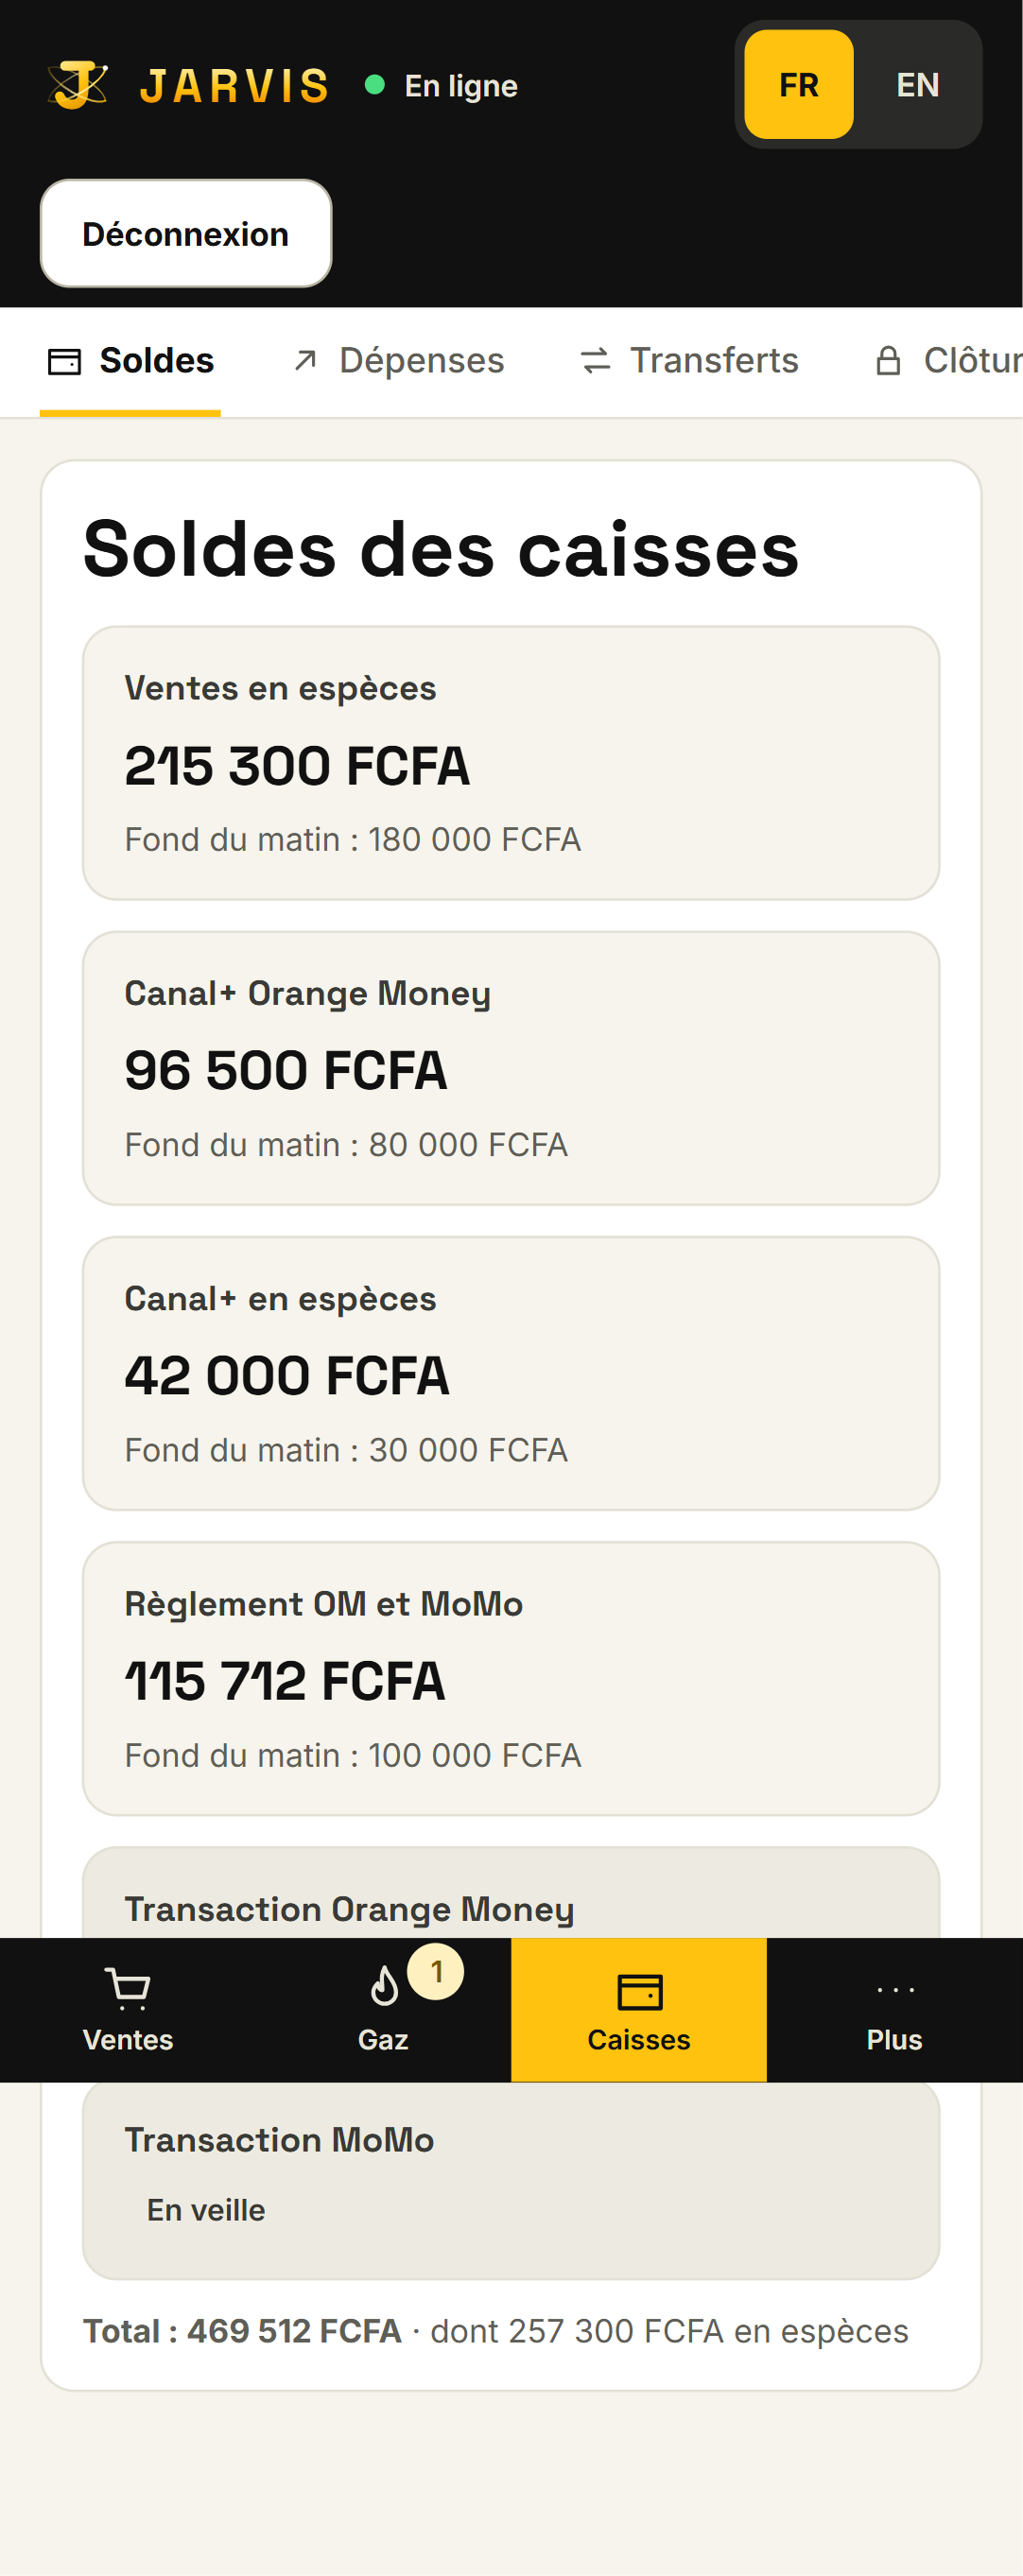 JARVIS
En ligne
FR
EN
Déconnexion
Soldes
Dépenses
Transferts
Clôtur
Soldes des caisses
Ventes en espèces
215 300 FCFA
Fond du matin : 180 000 FCFA
Canal+ Orange Money
96 500 FCFA
Fond du matin : 80 000 FCFA
Canal+ en espèces
42 000 FCFA
Fond du matin : 30 000 FCFA
Règlement OM et MoMo
115 712 FCFA
Fond du matin : 100 000 FCFA
Transaction Orange Money
Ventes
Gaz
1
Caisses
Plus
Transaction MoMo
En veille
Total : 469 512 FCFA · dont 257 300 FCFA en espèces